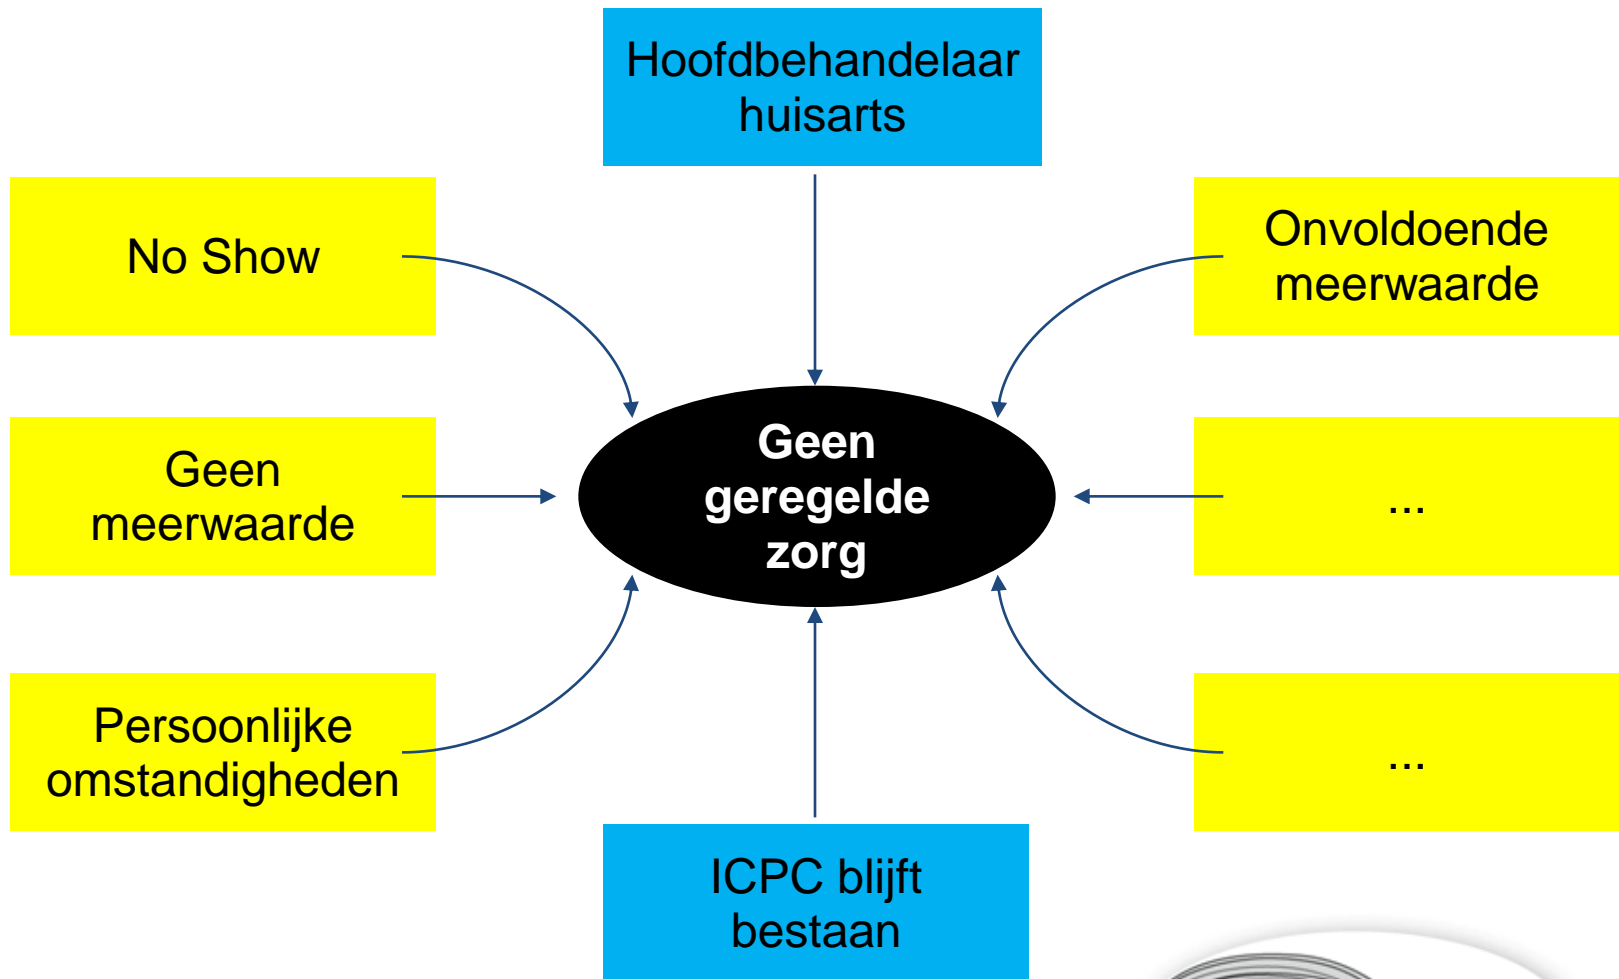 Hoofdbehandelaar
huisarts
No Show
Onvoldoende
meerwaarde
Geen
meerwaarde
Geen
geregelde
zorg
...
Persoonlijke
omstandigheden
...
ICPC blijft
bestaan